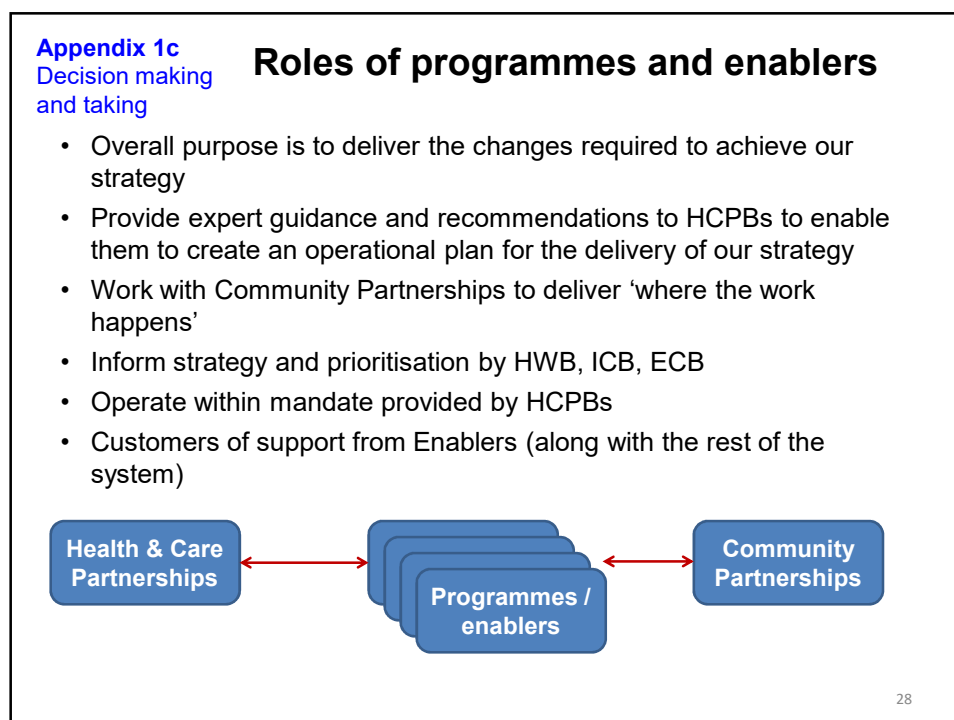 Appendix 1c
Decision making
and taking
Roles of programmes and enablers
• Overall purpose is to deliver the changes required to achieve our
strategy
• Provide expert guidance and recommendations to HCPBs to enable
them to create an operational plan for the delivery of our strategy
• Work with Community Partnerships to deliver ‘where the work
happens’
• Inform strategy and prioritisation by HWB, ICB, ECB
• Operate within mandate provided by HCPBs
• Customers of support from Enablers (along with the rest of the
system)
Health & Care
Partnerships
Programmes /
enablers
Community
Partnerships
28